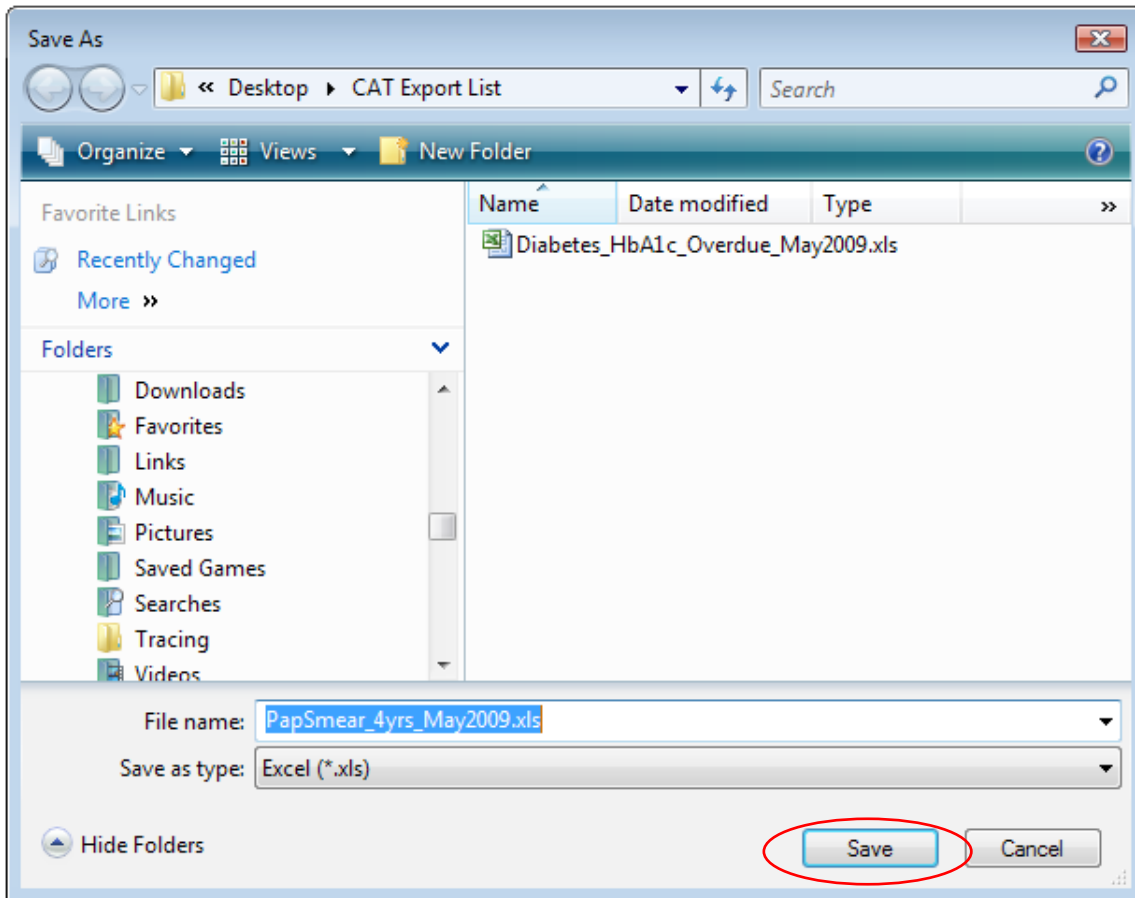 Save As
« Desktop ▸ CAT Export List
Search
Organize Views New Folder
Favorite Links
Recently Changed
More »
Folders
Downloads
Favorites
Links
Music
Pictures
Saved Games
Searches
Tracing
Videos
Name Date modified Type »
Diabetes_HbA1c_Overdue_May2009.xls
File name: PapSmear_4yrs_May2009.xls
Save as type: Excel (*.xls)
Hide Folders
Save
Cancel